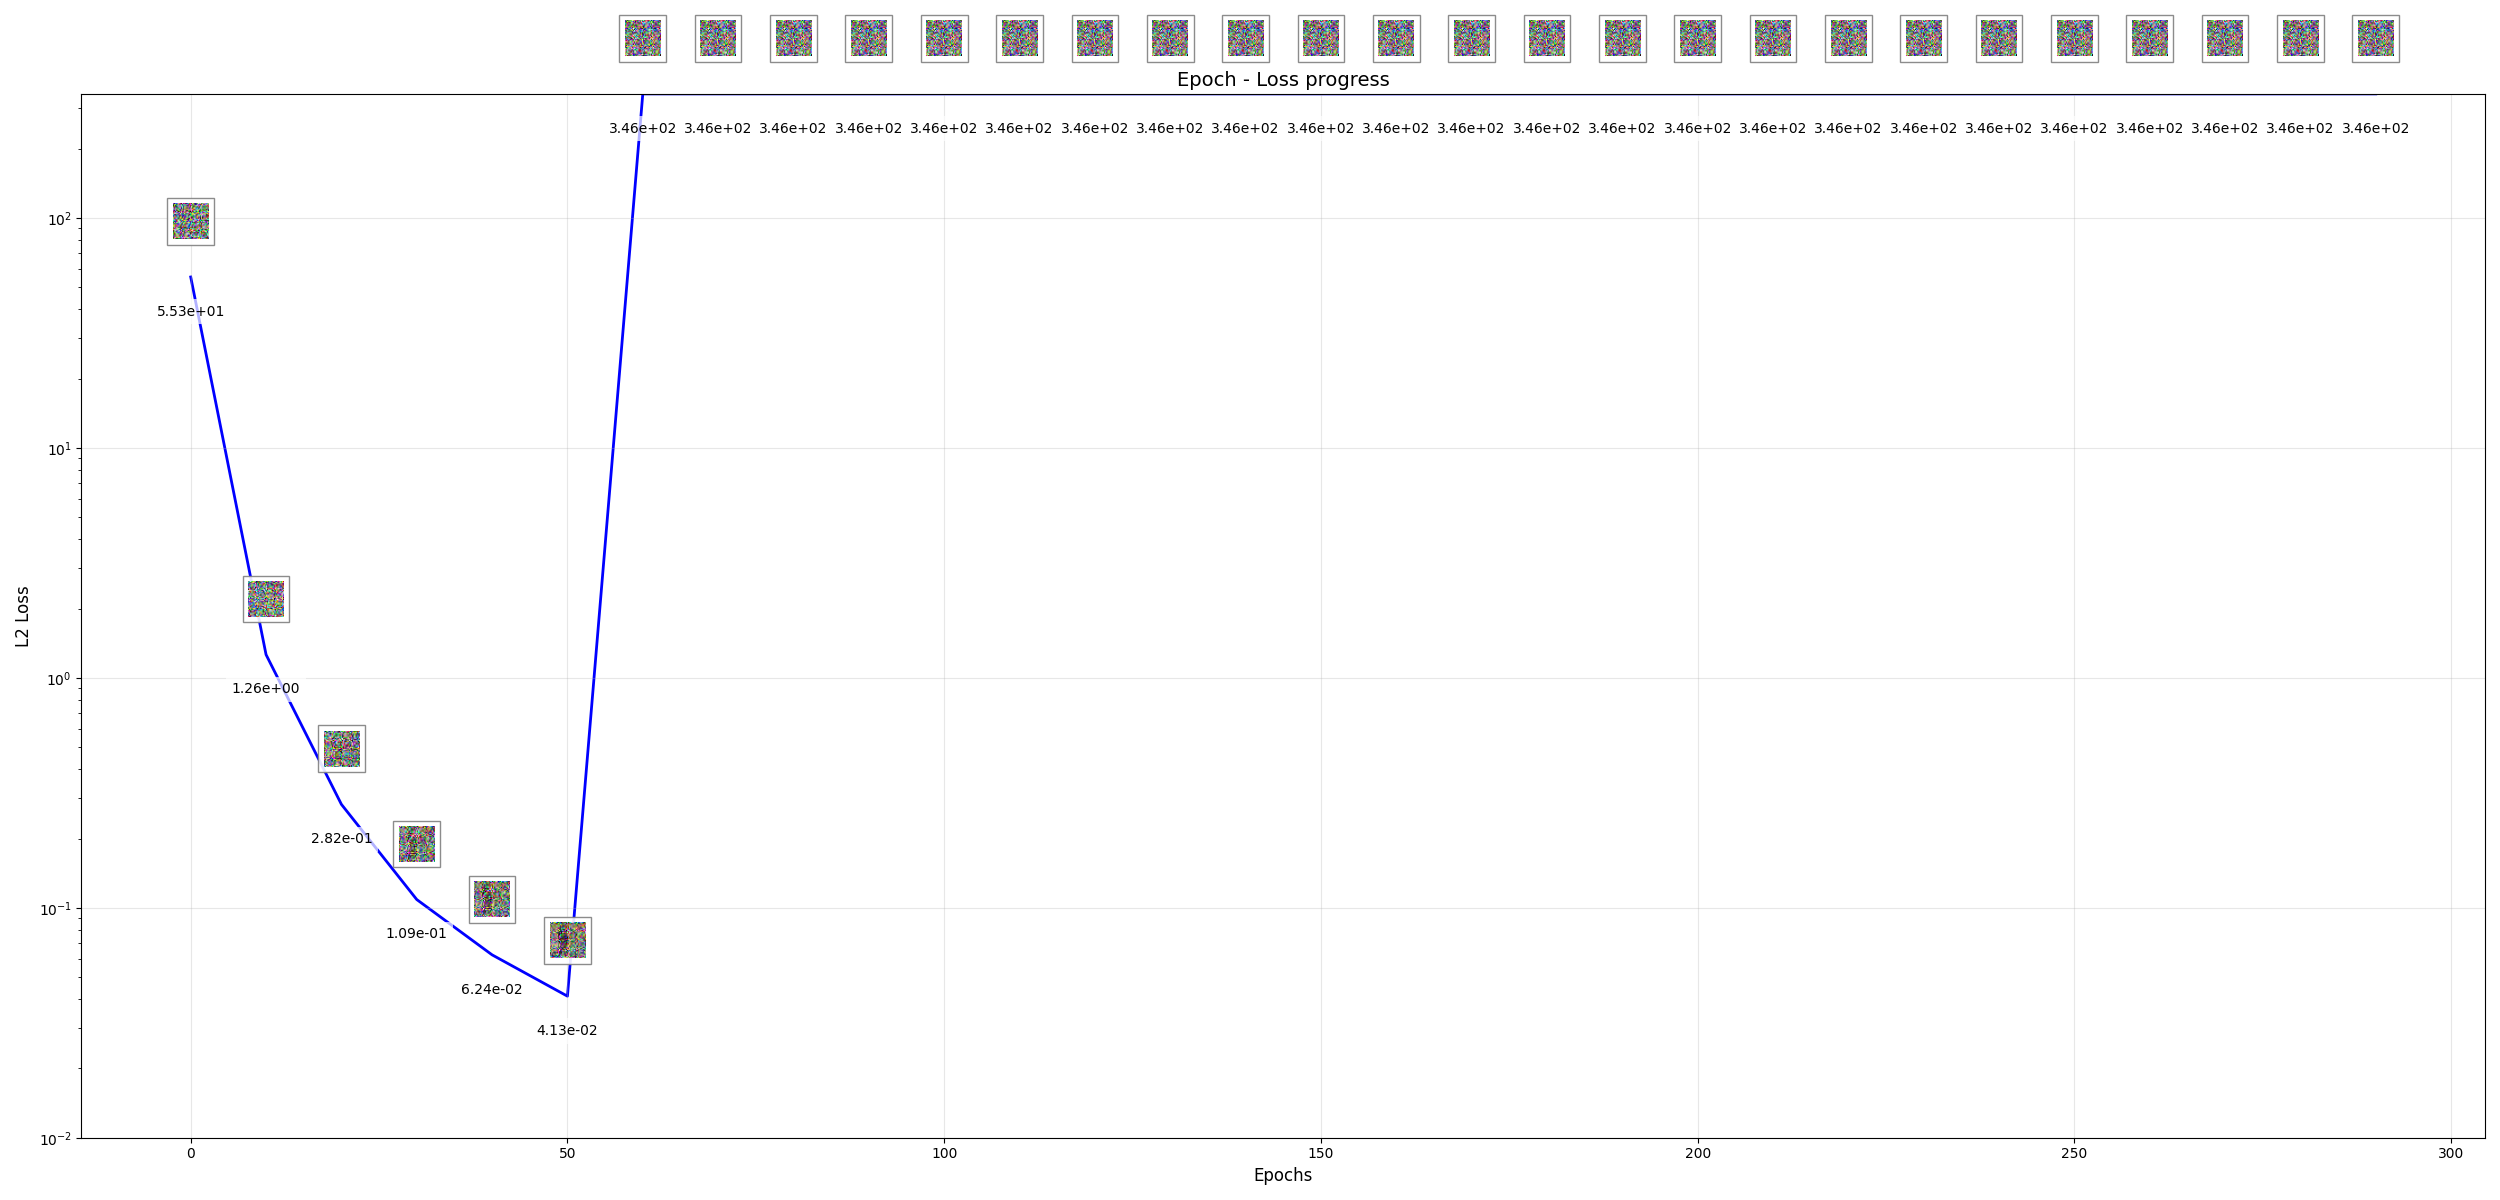 Epoch - Loss progress
3.46e+02 3.46e+02 3.46e+02 3.46e+02 3.46e+02 3.46e+02 3.46e+02 3.46e+02 3.46e+02 3.46e+02 3.46e+02 3.46e+02 3.46e+02 3.46e+02 3.46e+02 3.46e+02 3.46e+02 3.46e+02 3.46e+02 3.46e+02 3.46e+02 3.46e+02 3.46e+02 3.46e+02
10²
5.53e+01
10¹
L2 Loss
10⁰
1.26e+00
2.82e-01
10⁻¹
1.09e-01
6.24e-02
4.13e-02
10⁻²
0 50 100 150 200 250 300
Epochs